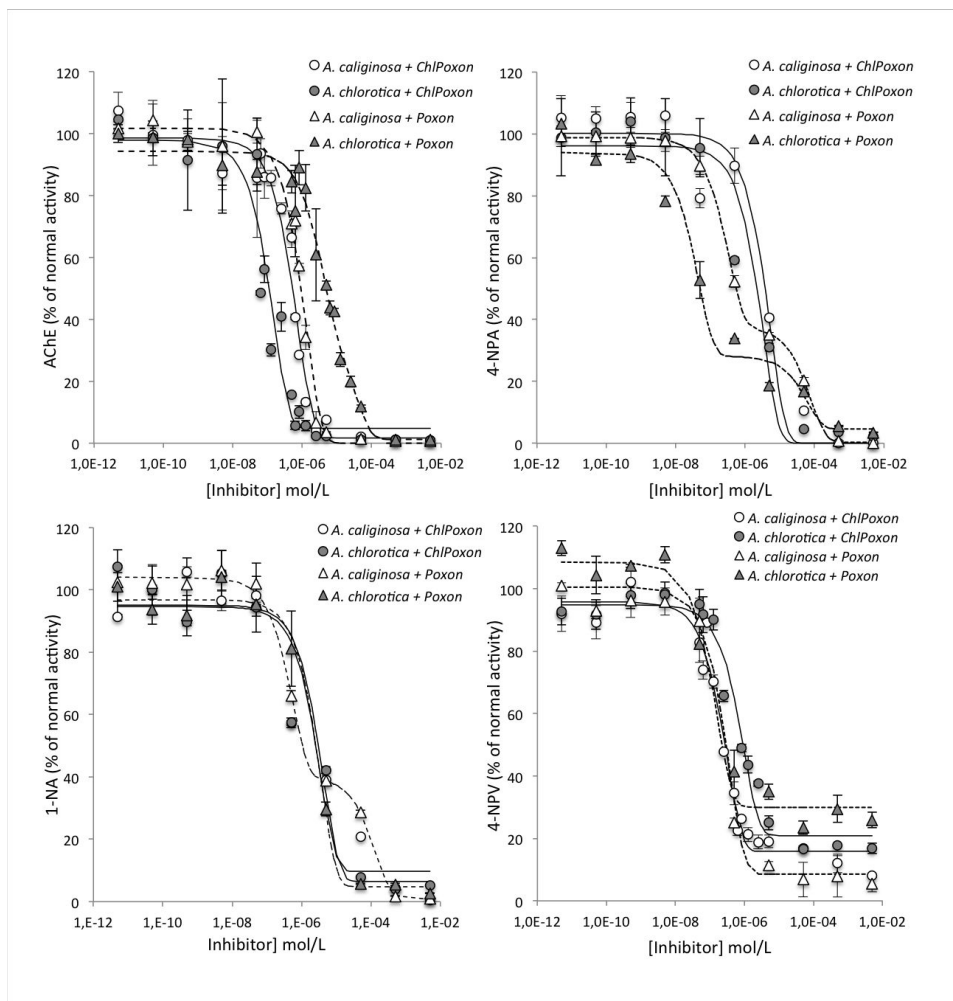 A. caliginosa + ChlPoxon
A. chlorotica + ChlPoxon
A. caliginosa + Poxon
A. chlorotica + Poxon
120
100
80
60
40
20
0
AChE (% of normal activity)
1,0E-12 1,0E-10 1,0E-08 1,0E-06 1,0E-04 1,0E-02
[Inhibitor] mol/L
A. caliginosa + ChlPoxon
A. chlorotica + ChlPoxon
A. caliginosa + Poxon
A. chlorotica + Poxon
120
100
80
60
40
20
0
4-NPA (% of normal activity)
1,0E-12 1,0E-10 1,0E-08 1,0E-06 1,0E-04 1,0E-02
[Inhibitor] mol/L
A. caliginosa + ChlPoxon
A. chlorotica + ChlPoxon
A. caliginosa + Poxon
A. chlorotica + Poxon
120
100
80
60
40
20
0
1-NA (% of normal activity)
1,E-12 1,E-10 1,E-08 1,E-06 1,E-04 1,E-02
Inhibitor] mol/L
A. caliginosa + ChlPoxon
A. chlorotica + ChlPoxon
A. caliginosa + Poxon
A. chlorotica + Poxon
120
100
80
60
40
20
0
4-NPV (% of normal activity)
1,E-12 1,E-10 1,E-08 1,E-06 1,E-04 1,E-02
[Inhibitor] mol/L